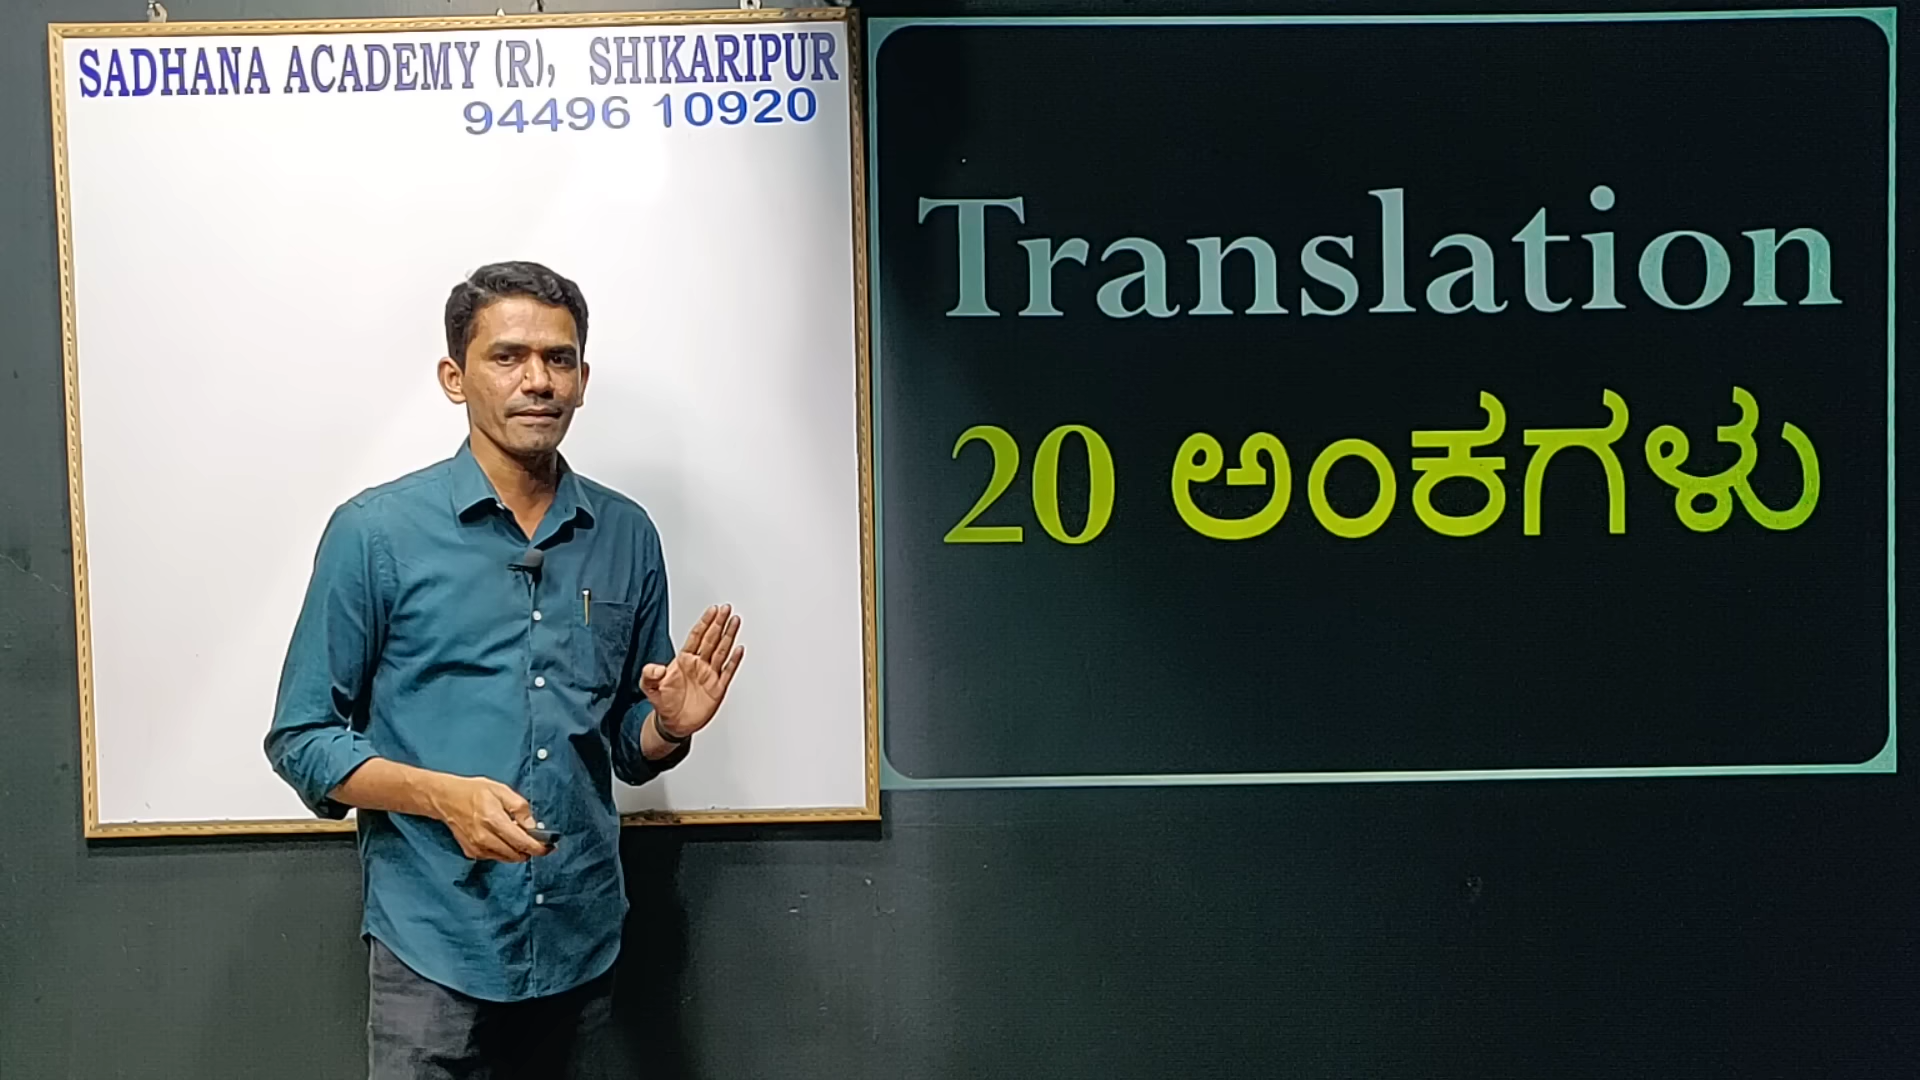 SADHANA ACADEMY (R), SHIKARIPUR
94496 10920
Translation
20 ಅಂಕಗಳು